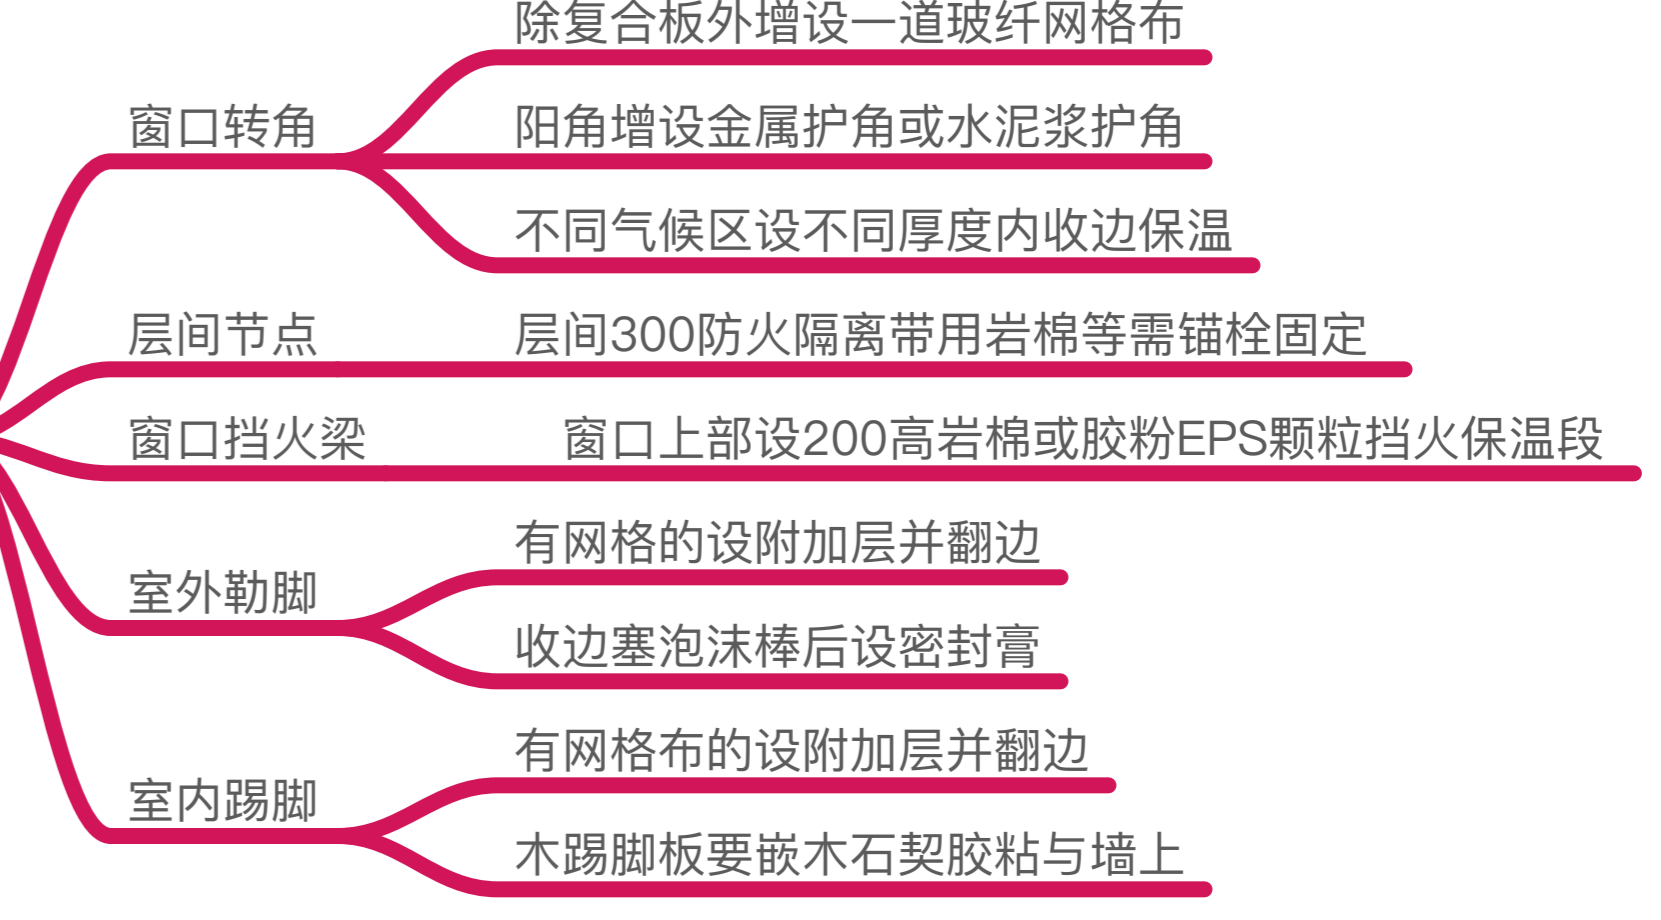 除复合板外增设一道玻纤网格布
窗口转角
阳角增设金属护角或水泥浆护角
不同气候区设不同厚度内收边保温
层间节点
层间300防火隔离带用岩棉等需锚栓固定
窗口挡火梁
窗口上部设200高岩棉或胶粉EPS颗粒挡火保温段
有网格的设附加层并翻边
室外勒脚
收边塞泡沫棒后设密封膏
有网格布的设附加层并翻边
室内踢脚
木踢脚板要嵌木石契胶粘与墙上